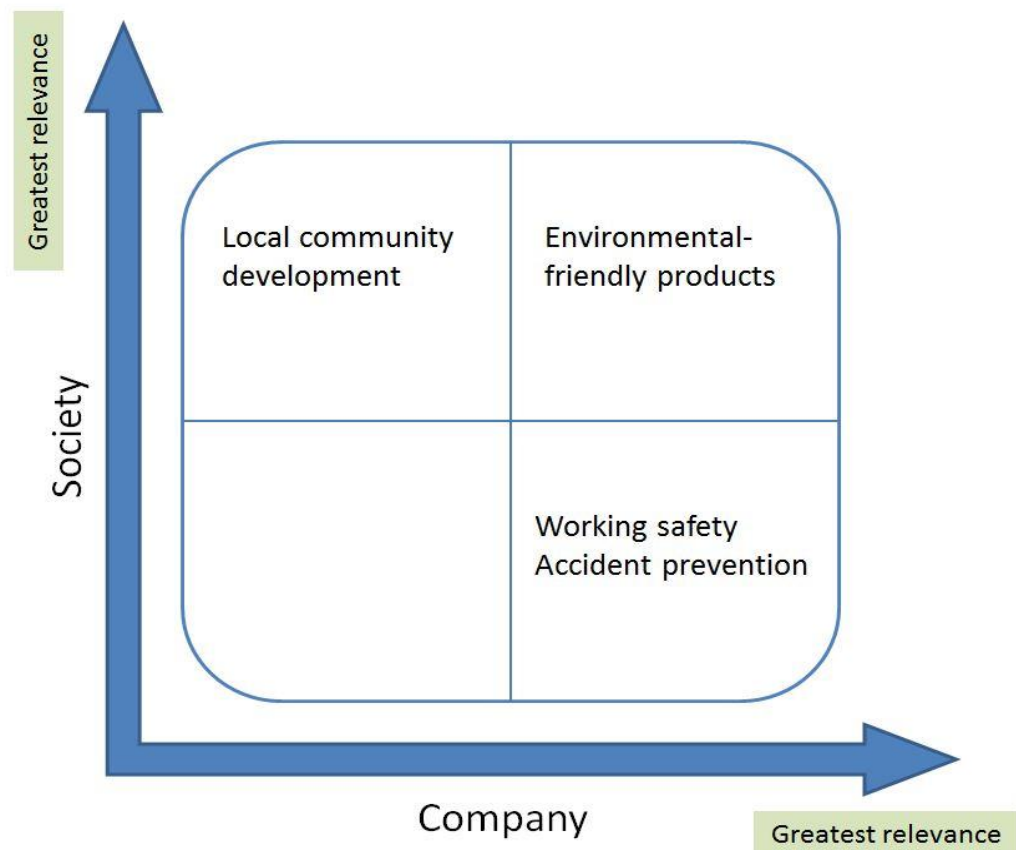 Greatest relevance
Society
Local community
development
Environmental-
friendly products
Working safety
Accident prevention
Company
Greatest relevance